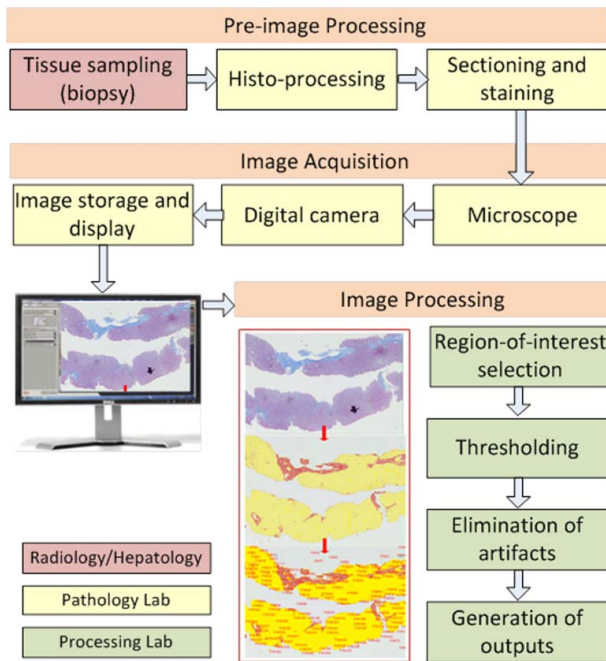 Pre-image Processing
Tissue sampling
(biopsy)
Histo-processing
Sectioning and
staining
Image Acquisition
Image storage and
display
Digital camera
Microscope
Image Processing
Region-of-interest
selection
Thresholding
Elimination of
artifacts
Generation of
outputs
Radiology/Hepatology
Pathology Lab
Processing Lab